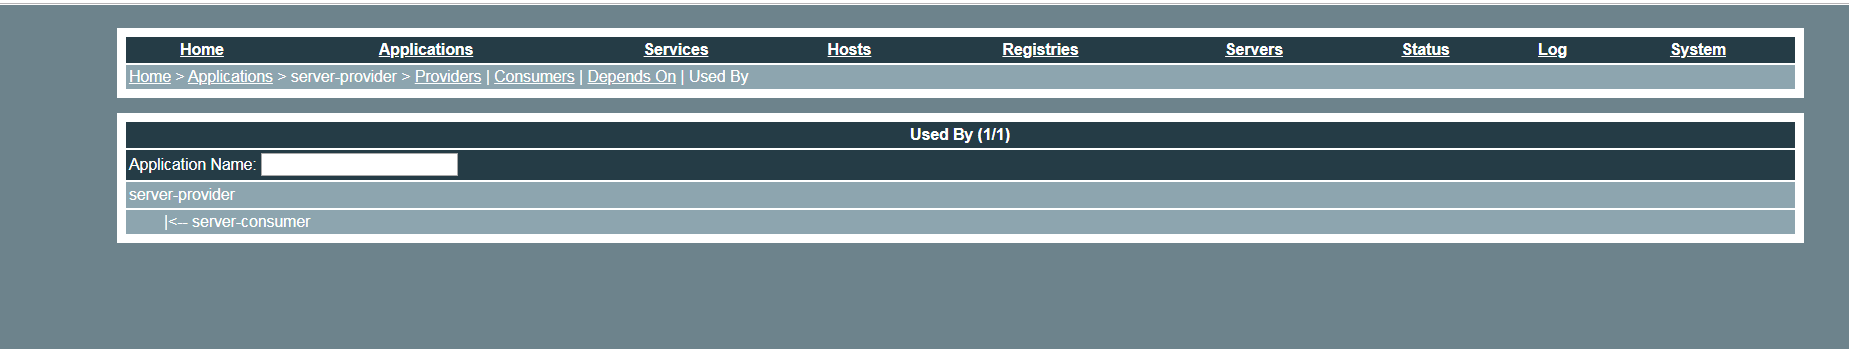 Home Applications Services Hosts Registries Servers Status Log System
Home > Applications > server-provider > Providers | Consumers | Depends On | Used By
Used By (1/1)
Application Name:
server-provider
|<-- server-consumer